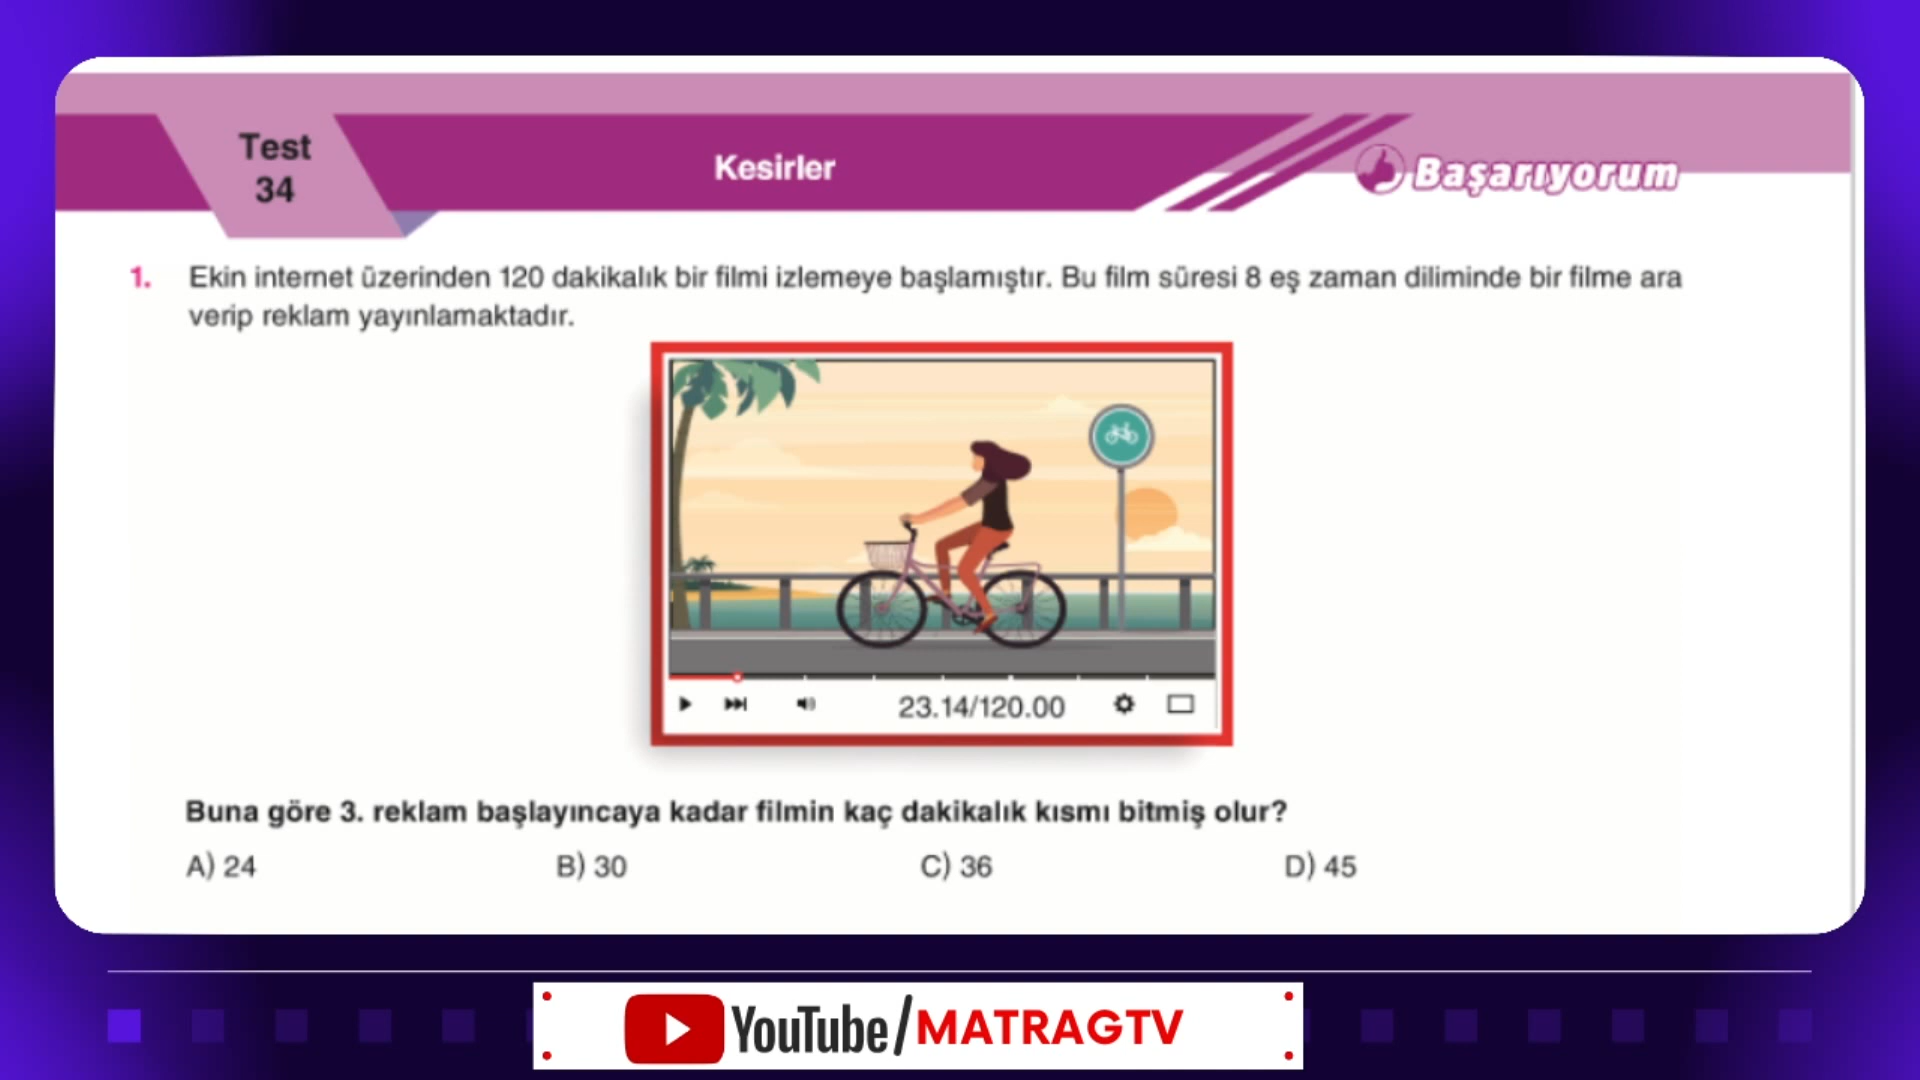 Test
34
Kesirler
Başarıyorum
1. Ekin internet üzerinden 120 dakikalık bir filmi izlemeye başlamıştır. Bu film süresi 8 eş zaman diliminde bir filme ara
verip reklam yayınlamaktadır.
23.14/120.00
Buna göre 3. reklam başlayıncaya kadar filmin kaç dakikalık kısmı bitmiş olur?
A) 24 B) 30 C) 36 D) 45
YouTube/MATRAGTV